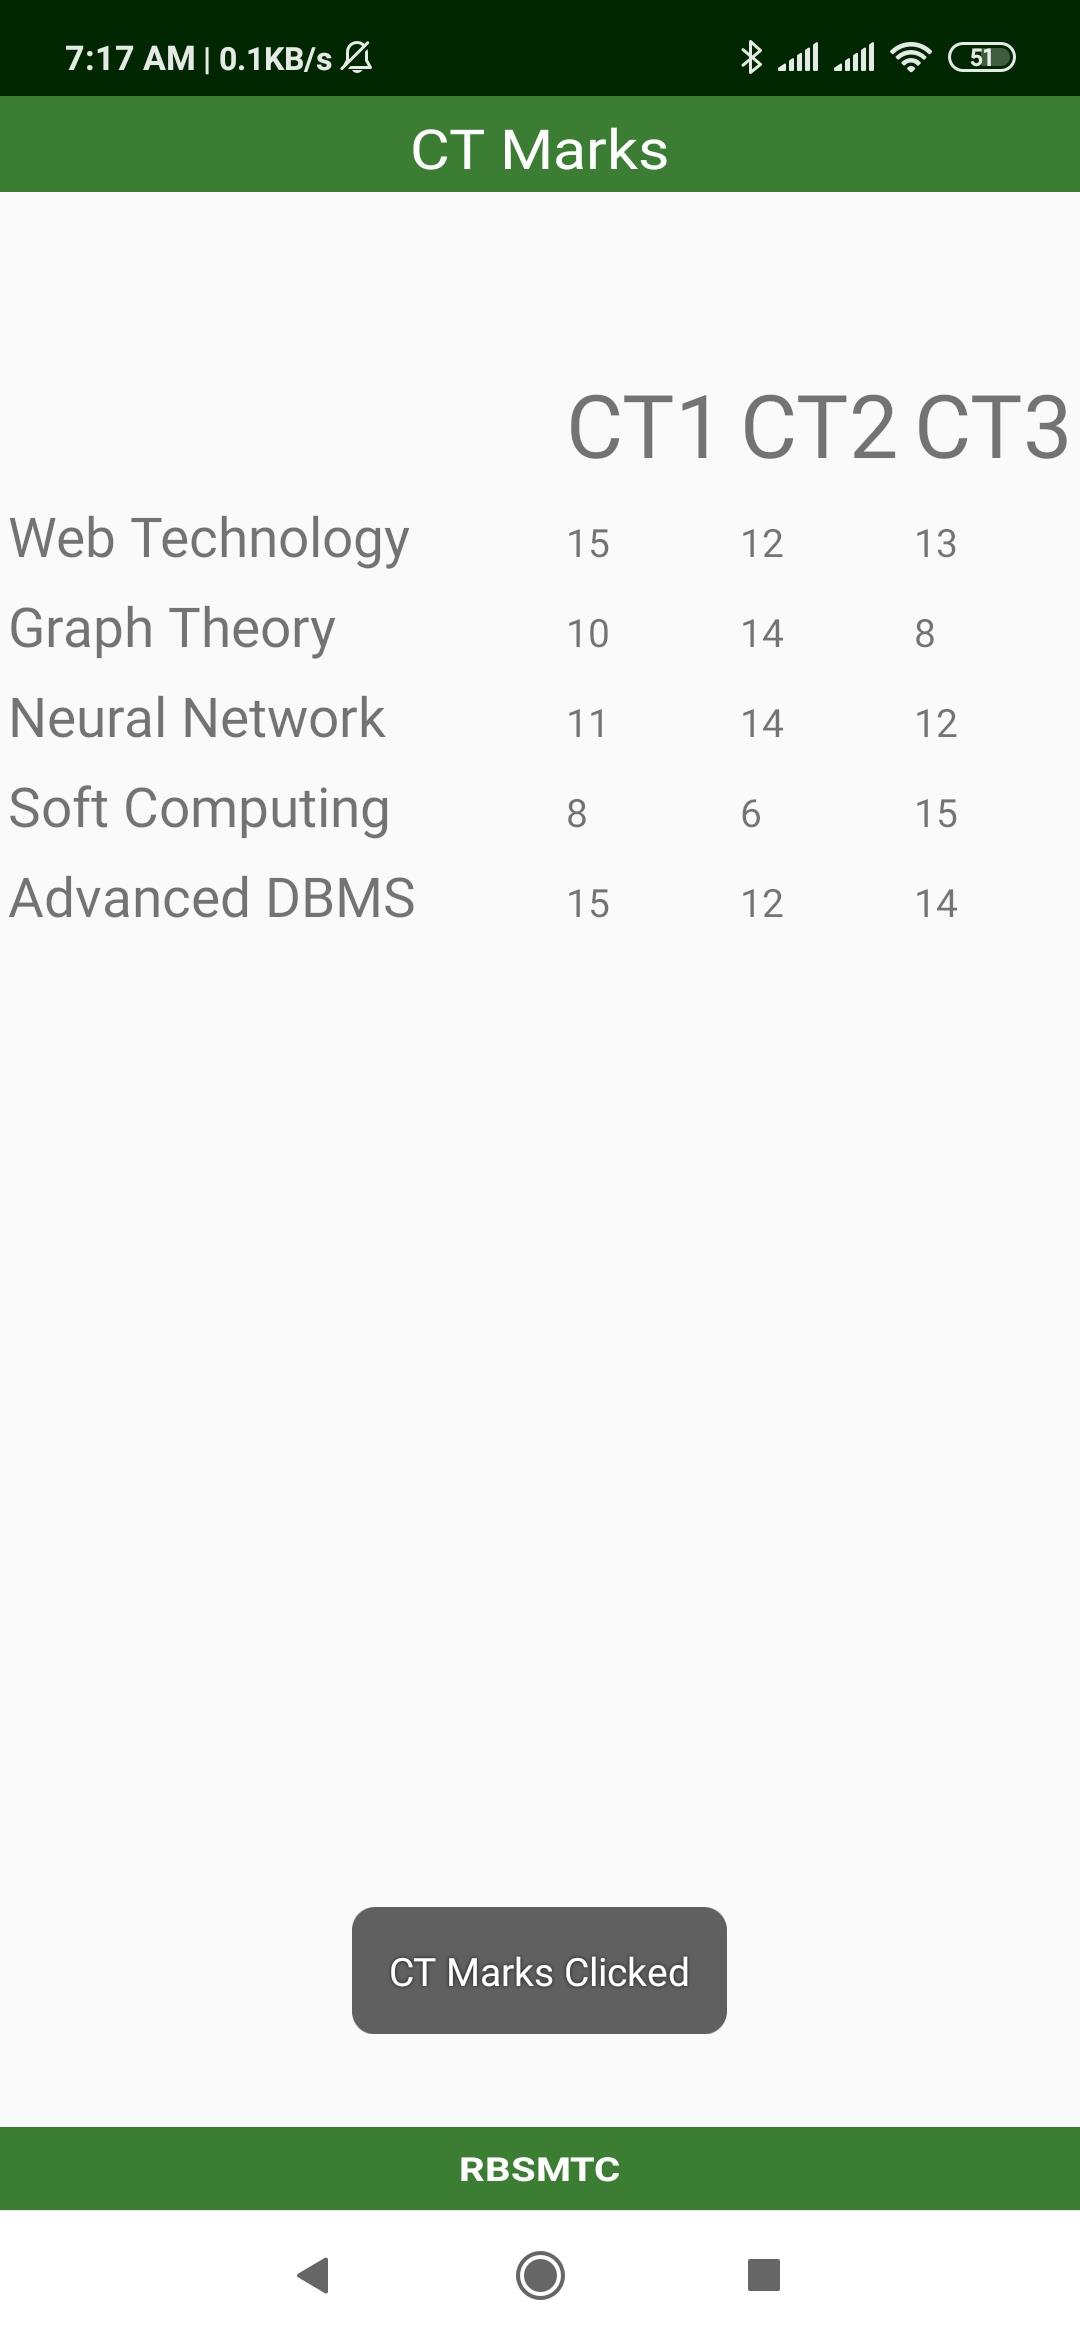 7:17 AM | 0.1KB/s 51
CT Marks
CT1 CT2 CT3
Web Technology 15 12 13
Graph Theory 10 14 8
Neural Network 11 14 12
Soft Computing 8 6 15
Advanced DBMS 15 12 14
CT Marks Clicked
RBSMTC